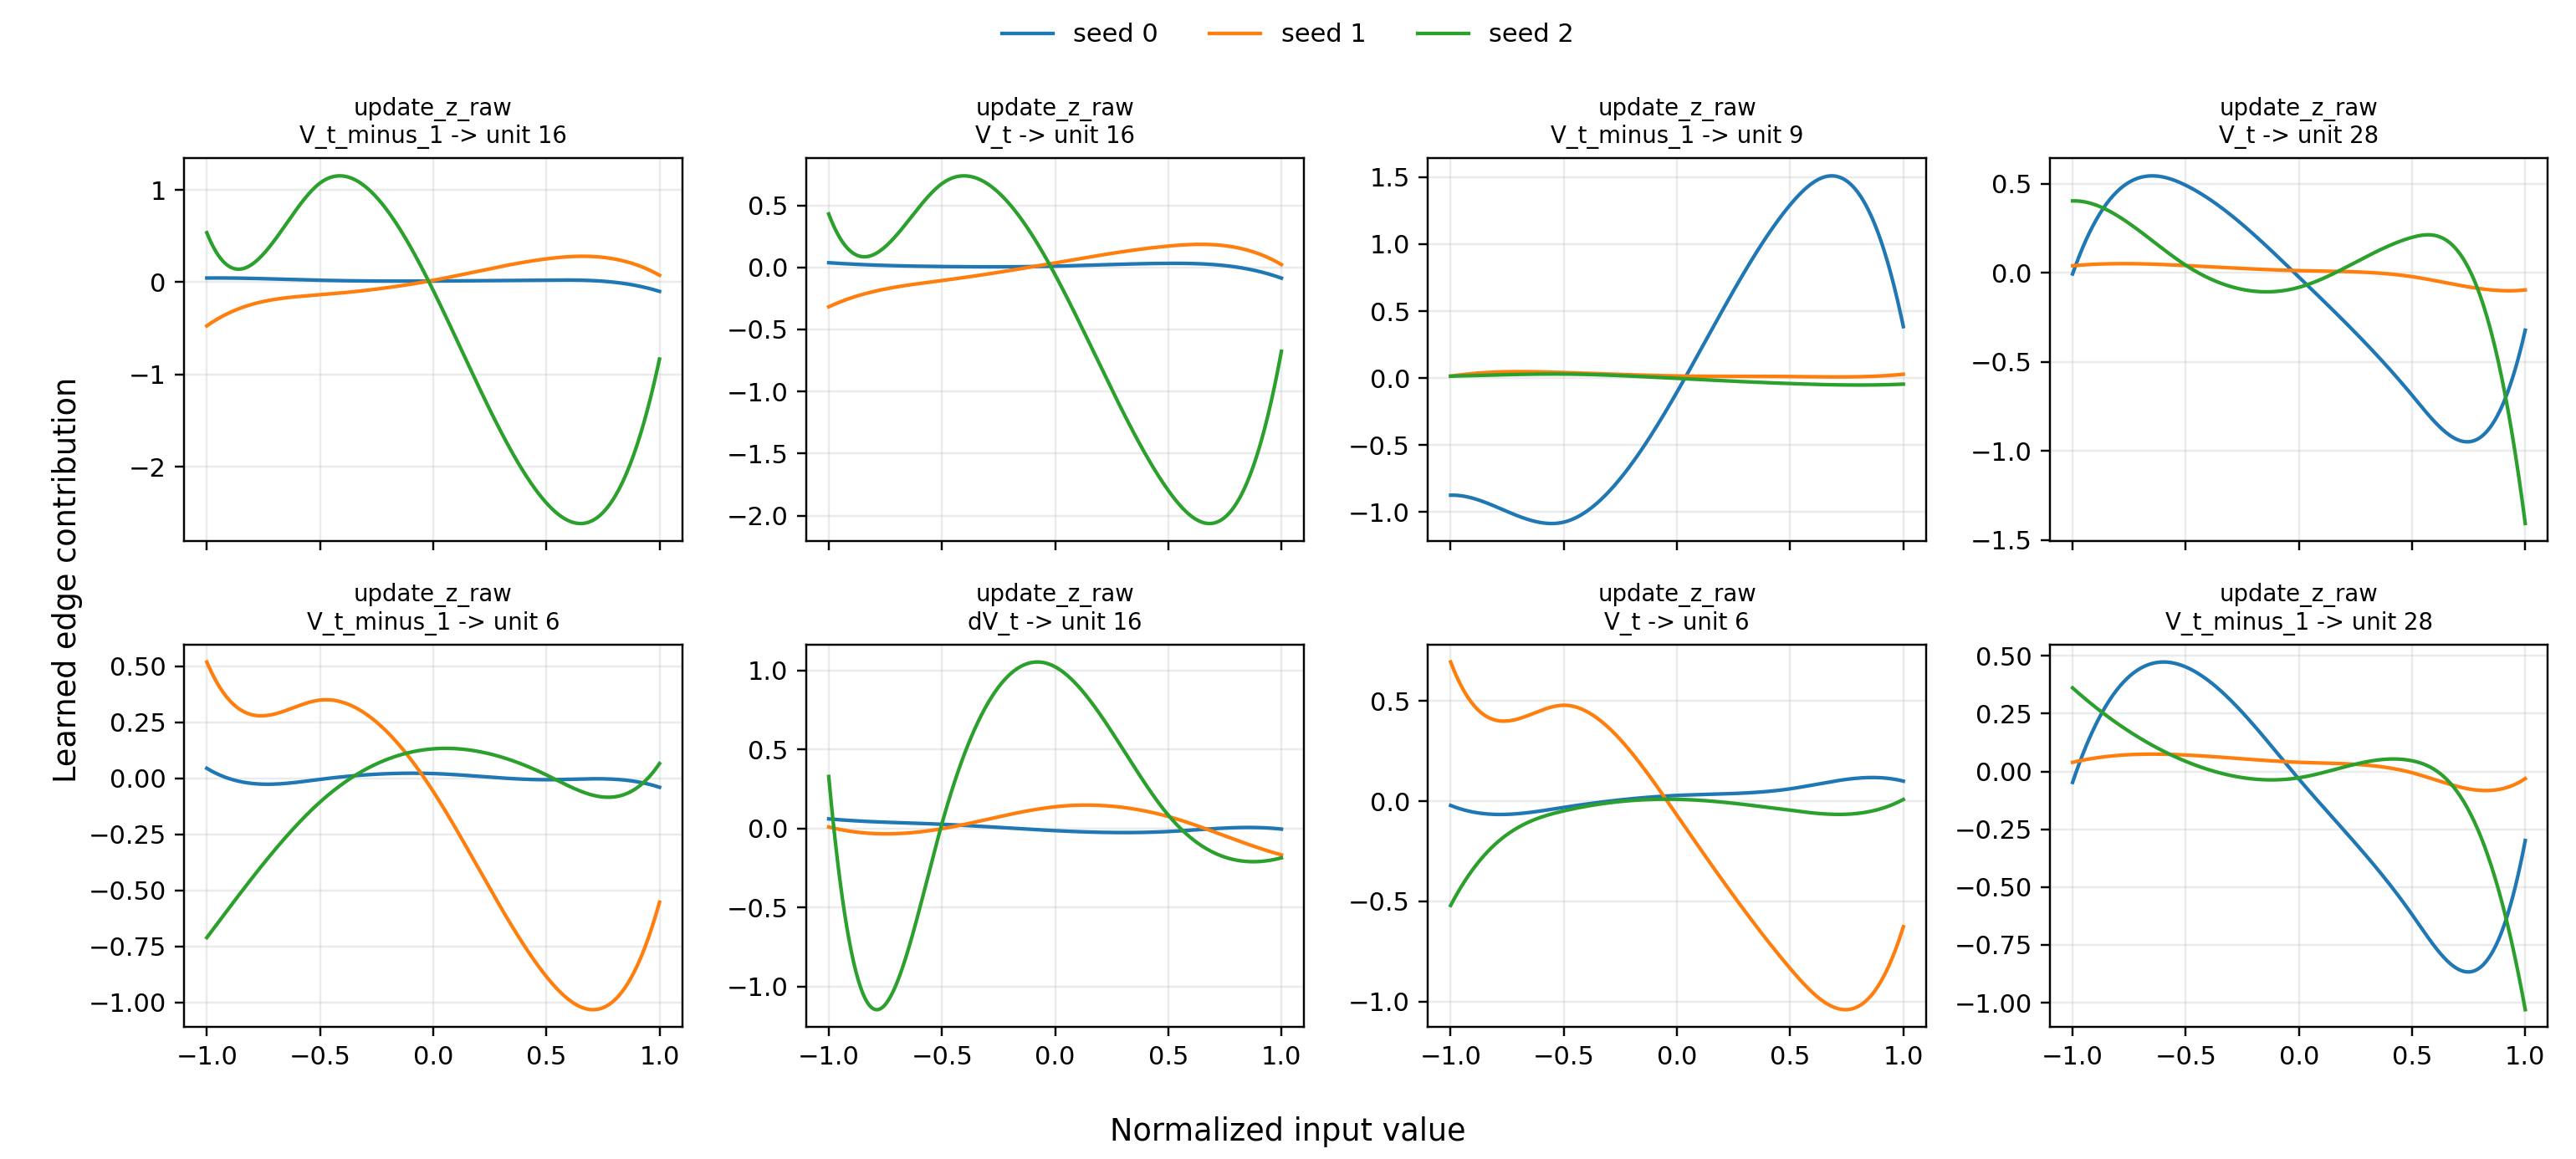 seed 0 seed 1 seed 2
update_z_raw
V_t_minus_1 -> unit 16
update_z_raw
V_t -> unit 16
update_z_raw
V_t_minus_1 -> unit 9
update_z_raw
V_t -> unit 28
1
0
−1
−2
0.5
0.0
−0.5
−1.0
−1.5
−2.0
1.5
1.0
0.5
0.0
−0.5
−1.0
0.5
0.0
−0.5
−1.0
−1.5
Learned edge contribution
update_z_raw
V_t_minus_1 -> unit 6
update_z_raw
dV_t -> unit 16
update_z_raw
V_t -> unit 6
update_z_raw
V_t_minus_1 -> unit 28
0.50
0.25
0.00
−0.25
−0.50
−0.75
−1.00
−1.0 −0.5 0.0 0.5 1.0
1.0
0.5
0.0
−0.5
−1.0
−1.0 −0.5 0.0 0.5 1.0
0.5
0.0
−0.5
−1.0
−1.0 −0.5 0.0 0.5 1.0
0.50
0.25
0.00
−0.25
−0.50
−0.75
−1.00
−1.0 −0.5 0.0 0.5 1.0
Normalized input value